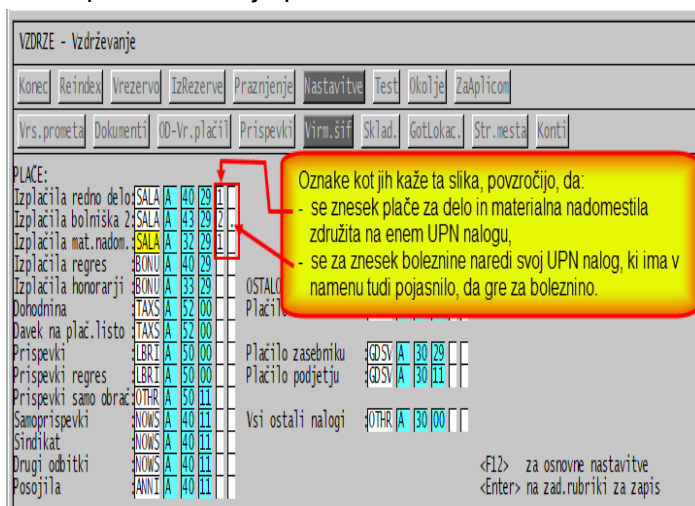 VZDRZE - Vzdrževanje
Konec Reindex Vrezervo IzRezerve Praznjenje Nastavitve Test Okolje ZaAplicom
Vrs.prometa Dokumenti OD-Vr.plačil Prispevki Virm.šif Sklad. GotLokac. Str.mesta Konti
PLAČE:
Izplačila redno delo:SALA A 40 29 1
Izplačila bolniška 2:SALA A 43 29 2 .
Izplačila mat.nadom.:SALA A 32 29 1
Izplačila regres :BONU A 40 29
Izplačila honorarji :BONU A 33 29
Dohodnina :TAXS A 52 00
Davek na plač.listo :TAXS A 52 00
Prispevki :LBRI A 50 00
Prispevki regres :LBRI A 50 00
Prispevki samo obrač:OTHR A 50 11
Samoprispevki :NOWS A 40 11
Sindikat :NOWS A 40 11
Drugi odbitki :NOWS A 40 11
Posojila :ANNI A 40 11
Oznake kot jih kaže ta slika, povzročijo, da:
- se znesek plače za delo in materialna nadomestila
združita na enem UPN nalogu,
- se za znesek boleznine naredi svoj UPN nalog, ki ima v
namenu tudi pojasnilo, da gre za boleznino.
Plačilo zasebniku :GDSV A 30 29
Plačilo podjetju :GDSV A 30 11
Vsi ostali nalogi :OTHR A 30 00
<F12> za osnovne nastavitve
<Enter> na zad.rubriki za zapis